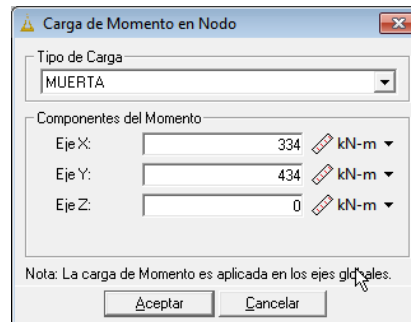 Carga de Momento en Nodo
Tipo de Carga
MUERTA
Componentes del Momento
Eje X: 334 kN-m
Eje Y: 434 kN-m
Eje Z: 0 kN-m
Nota: La carga de Momento es aplicada en los ejes globales.
Aceptar Cancelar